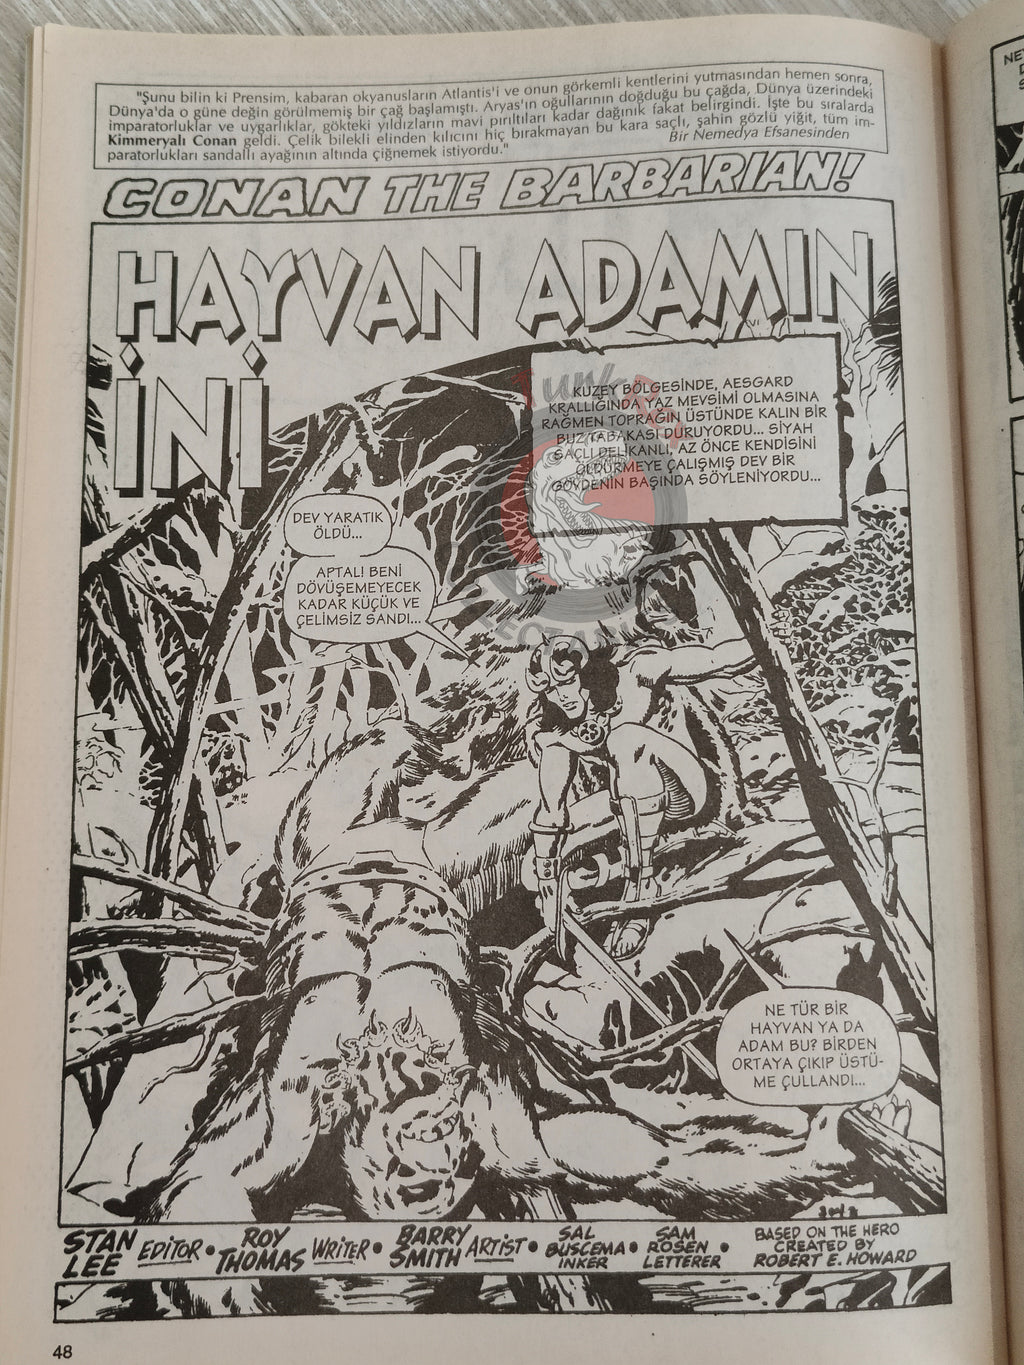 "Şunu bilin ki Prensim, kabaran okyanusların Atlantis'i ve onun görkemli kentlerini yutmasından hemen sonra,
Dünya'da o güne değin görülmemiş bir çağ başlamıştı. Aryas'ın oğullarının doğduğu bu çağda, Dünya üzerindeki
imparatorluklar ve uygarlıklar, gökteki yıldızların mavi pırıltıları kadar dağınık fakat belirgindi. İşte bu sıralarda
Kimmeryalı Conan geldi. Çelik bilekli elinden kılıcını hiç bırakmayan bu kara saçlı, şahin gözlü yiğit, tüm im-
paratorlukları sandallı ayağının altında çiğnemek istiyordu."
Bir Nemedya Efsanesinden
CONAN THE BARBARIAN!
HAYVAN ADAMIN
İNİ
KUZEY BÖLGESİNDE, AESGARD
KRALLIĞINDA YAZ MEVSİMİ OLMASINA
RAĞMEN TOPRAĞIN ÜSTÜNDE KALIN BİR
BUZ TABAKASI DURUYORDU... SİYAH
SAÇLI DELİKANLI, AZ ÖNCE KENDİSİNİ
ÖLDÜRMEYE ÇALIŞMIŞ DEV BİR
GÖVDENİN BAŞINDA SÖYLENİYORDU...
DEV YARATIK
ÖLDÜ...
APTAL! BENİ
DÖVÜŞEMEYECEK
KADAR KÜÇÜK VE
ÇELİMSİZ SANDI...
NE TÜR BİR
HAYVAN YA DA
ADAM BU? BİRDEN
ORTAYA ÇIKIP ÜSTÜ-
ME ÇULLANDI...
STAN LEE EDITOR • ROY THOMAS WRITER • BARRY SMITH ARTIST • SAL BUSCEMA INKER • SAM ROSEN LETTERER • BASED ON THE HERO CREATED BY ROBERT E. HOWARD
48